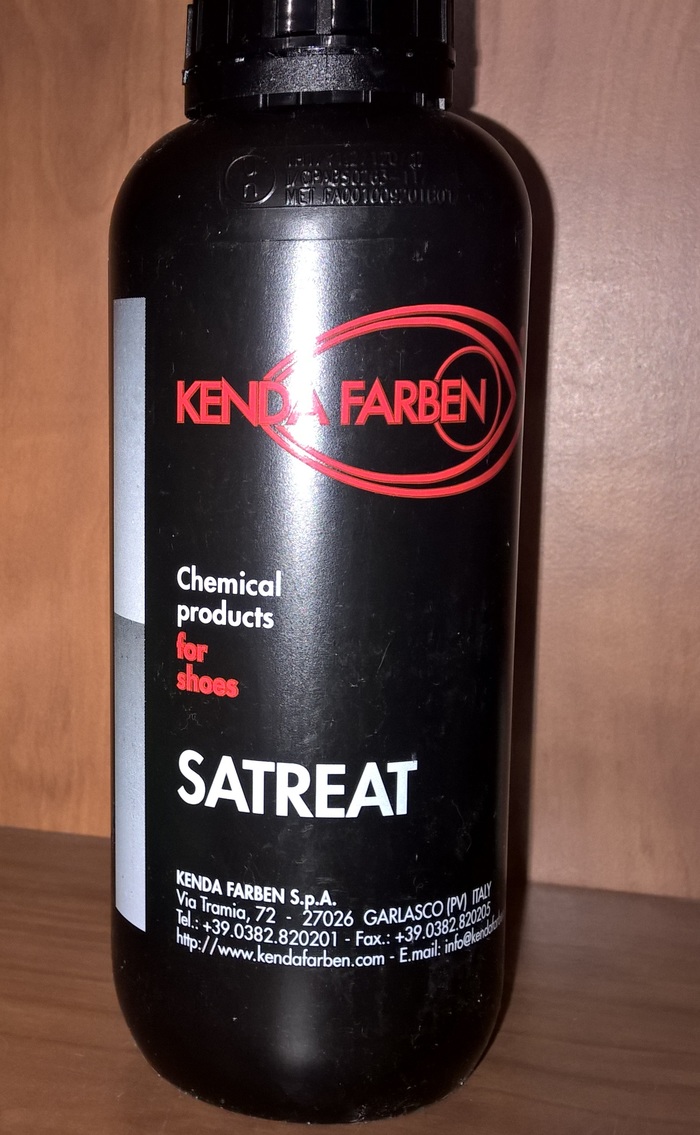 KENDA FARBEN
Chemical
products
for
shoes
SATREAT
KENDA FARBEN S.p.A.
Via Tramia, 72 - 27026 GARLASCO (PV) ITALY
Tel.: +39.0382.820201 - Fax.: +39.0382.820205
http://www.kendafarben.com - E.mail: